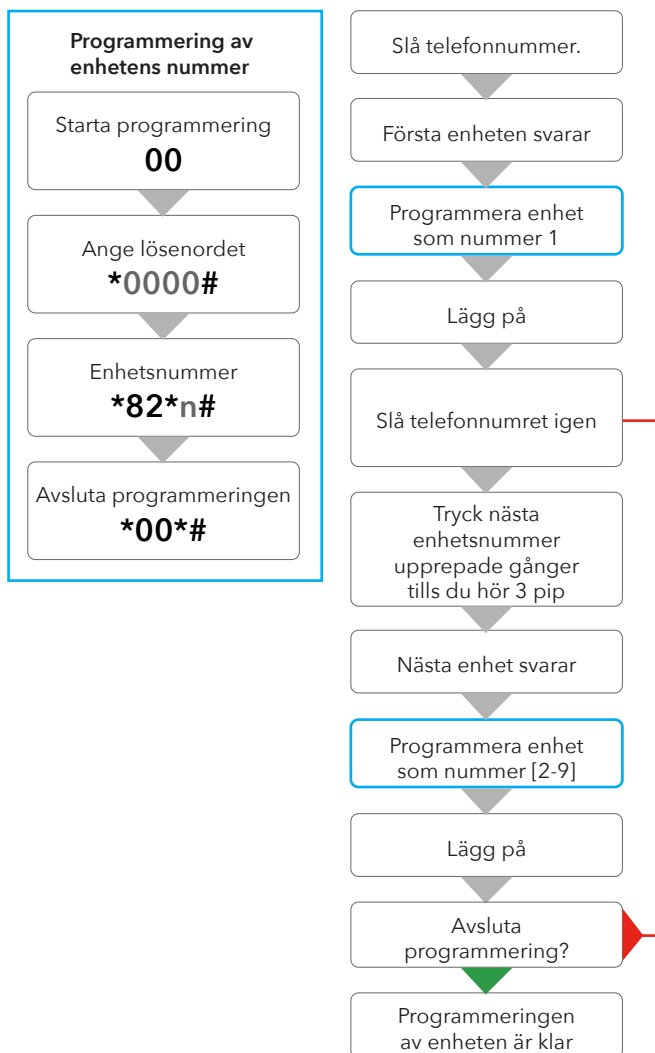 Programmering av
enhetens nummer
Starta programmering
00
Ange lösenordet
*0000#
Enhetsnummer
*82*n#
Avsluta programmeringen
*00*#
Slå telefonnummer.
Första enheten svarar
Programmera enhet
som nummer 1
Lägg på
Slå telefonnumret igen
Tryck nästa
enhetsnummer
upprepade gånger
tills du hör 3 pip
Nästa enhet svarar
Programmera enhet
som nummer [2-9]
Lägg på
Avsluta
programmering?
Programmeringen
av enheten är klar